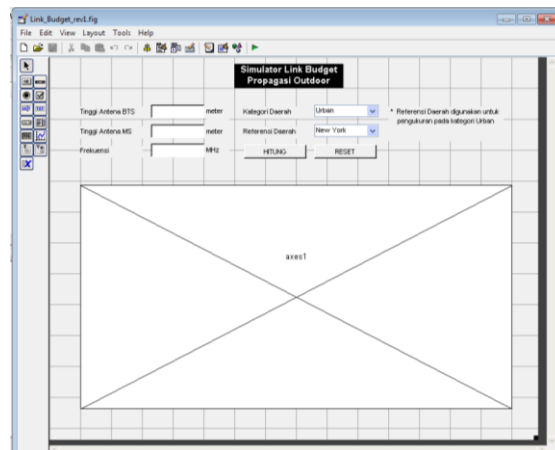 Link_Budget_rev1.fig
File Edit View Layout Tools Help
Simulator Link Budget
Propagasi Outdoor
Tinggi Antena BTS meter Kategori Daerah Urban * Referensi Daerah digunakan untuk
pengukuran pada kategori Urban
Tinggi Antena MS meter Referensi Daerah New York
Frekuensi MHz HITUNG RESET
axes1